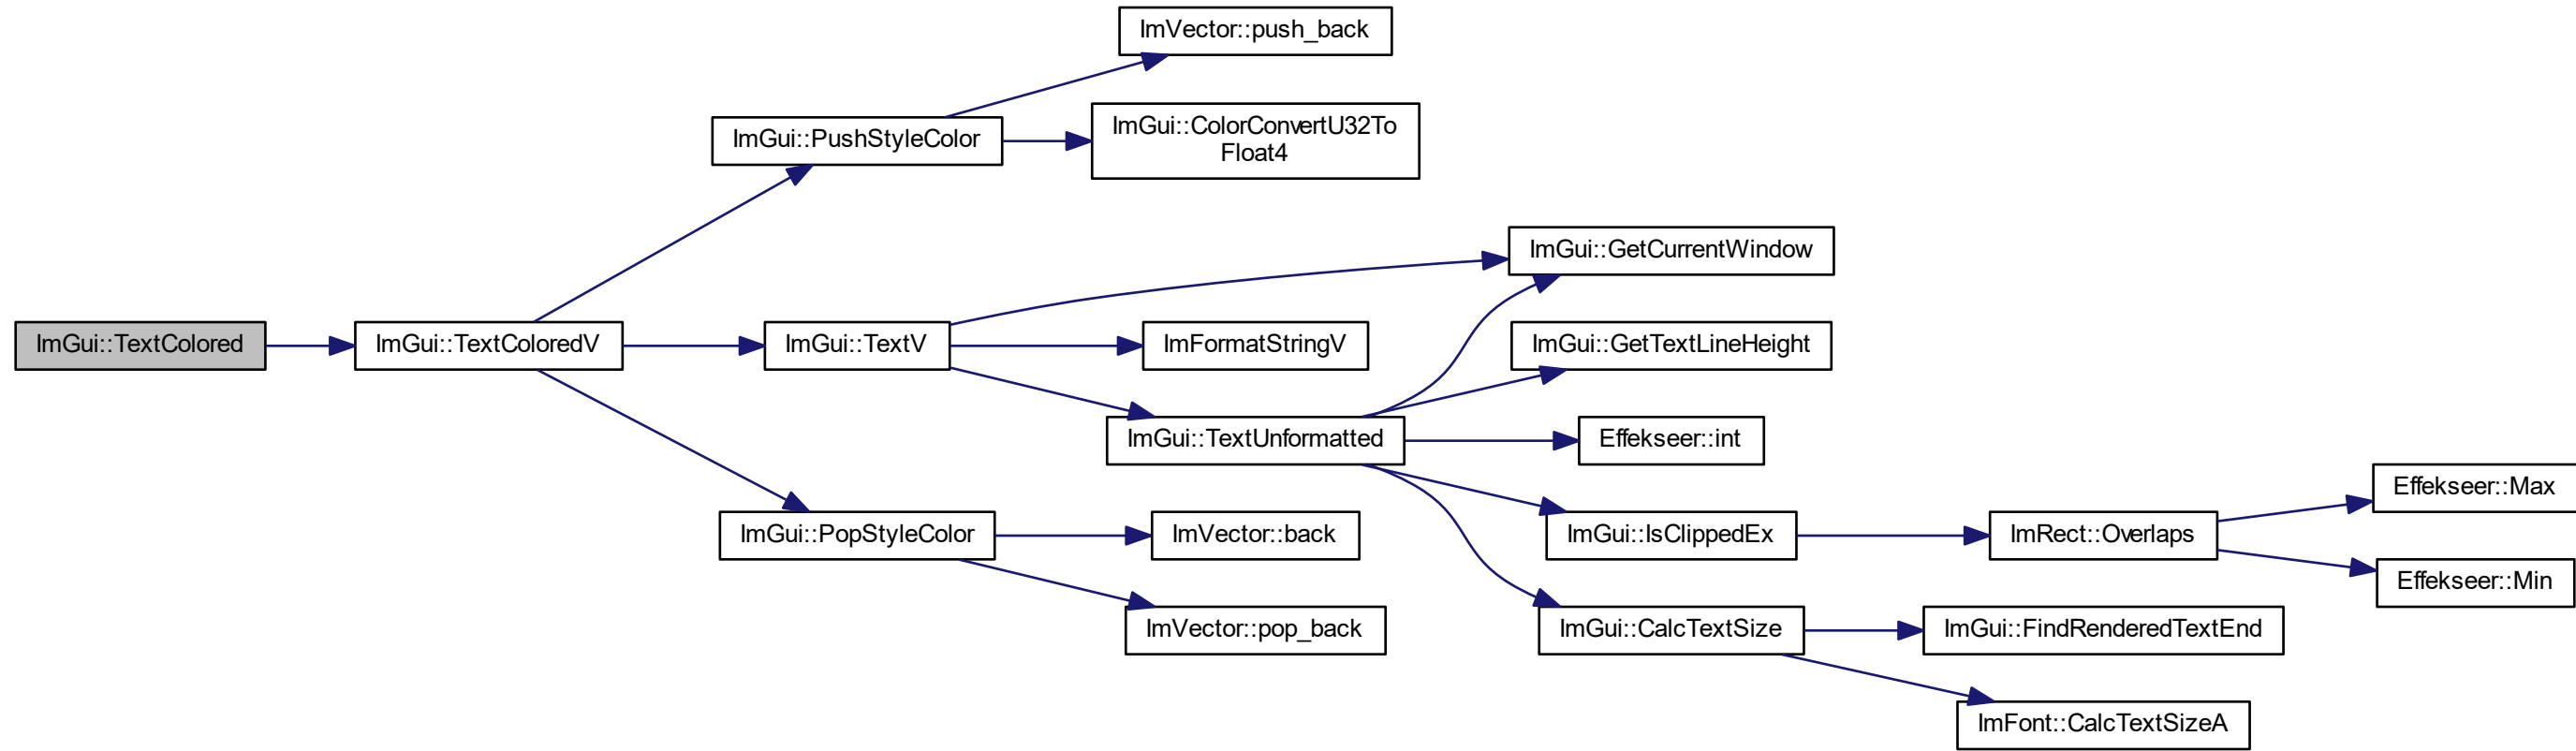 ImVector::push_back
ImGui::ColorConvertU32To
Float4
ImGui::PushStyleColor
ImGui::GetCurrentWindow
ImGui::TextColored
ImGui::TextColoredV
ImGui::TextV
ImFormatStringV
ImGui::GetTextLineHeight
ImGui::TextUnformatted
Effekseer::int
Effekseer::Max
ImGui::PopStyleColor
ImVector::back
ImGui::IsClippedEx
ImRect::Overlaps
Effekseer::Min
ImVector::pop_back
ImGui::CalcTextSize
ImGui::FindRenderedTextEnd
ImFont::CalcTextSizeA